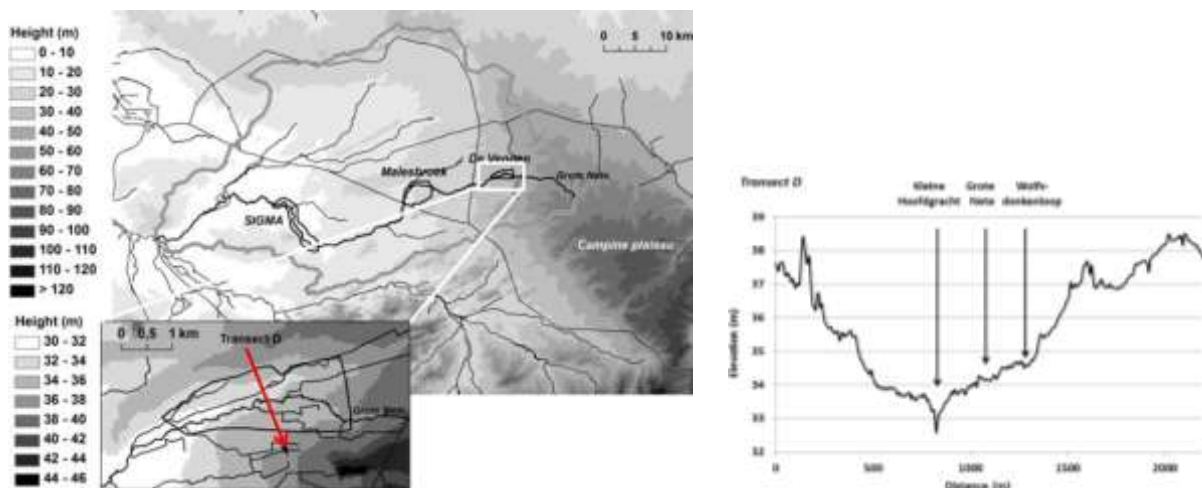 Height (m)
0 - 10
10 - 20
20 - 30
30 - 40
40 - 50
50 - 60
60 - 70
70 - 80
80 - 90
90 - 100
100 - 110
110 - 120
> 120
0 5 10 km
Malesbroek
De Vennen
Grote Nete
SIGMA
Campine plateau
Height (m)
30 - 32
32 - 34
34 - 36
36 - 38
38 - 40
40 - 42
42 - 44
44 - 46
0 0,5 1 km
Transect D
Grote Nete
Transect D
Kleine
Hoofdgracht
Grote
Nete
Wolfs-
donkenloop
Elevation (m)
39
38
37
36
35
34
33
32
0
500
1000
1500
2000
Distance (m)